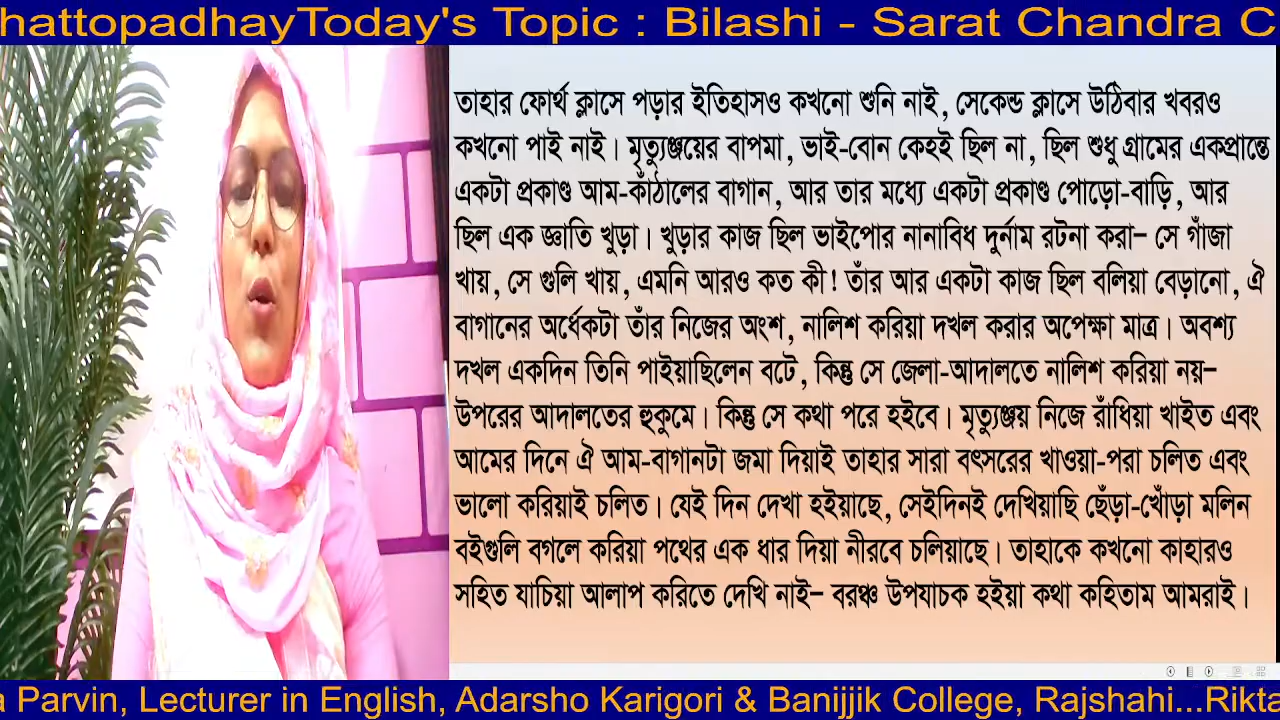 hattopadhayToday's Topic : Bilashi - Sarat Chandra C
তাহার ফোর্থ ক্লাসে পড়ার ইতিহাসও কখনো শুনি নাই, সেকেন্ড ক্লাসে উঠিবার খবরও
কখনো পাই নাই। মৃত্যুঞ্জয়ের বাপমা, ভাই-বোন কেহই ছিল না, ছিল শুধু গ্রামের একপ্রান্তে
একটা প্রকাণ্ড আম-কাঁঠালের বাগান, আর তার মধ্যে একটা প্রকাণ্ড পোড়ো-বাড়ি, আর
ছিল এক জ্ঞাতি খুড়া। খুড়ার কাজ ছিল ভাইপোর নানাবিধ দুর্নাম রটনা করা– সে গাঁজা
খায়, সে গুলি খায়, এমনি আরও কত কী! তাঁর আর একটা কাজ ছিল বলিয়া বেড়ানো, ঐ
বাগানের অর্ধেকটা তাঁর নিজের অংশ, নালিশ করিয়া দখল করার অপেক্ষা মাত্র। অবশ্য
দখল একদিন তিনি পাইয়াছিলেন বটে, কিন্তু সে জেলা-আদালতে নালিশ করিয়া নয়–
উপরের আদালতের হুকুমে। কিন্তু সে কথা পরে হইবে। মৃত্যুঞ্জয় নিজে রাঁধিয়া খাইত এবং
আমের দিনে ঐ আম-বাগানটা জমা দিয়াই তাহার সারা বৎসরের খাওয়া-পরা চলিত এবং
ভালো করিয়াই চলিত। যেই দিন দেখা হইয়াছে, সেইদিনই দেখিয়াছি ছেঁড়া-খোঁড়া মলিন
বইগুলি বগলে করিয়া পথের এক ধার দিয়া নীরবে চলিয়াছে। তাহাকে কখনো কাহারও
সহিত যাচিয়া আলাপ করিতে দেখি নাই– বরঞ্চ উপযাচক হইয়া কথা কহিতাম আমরাই।
a Parvin, Lecturer in English, Adarsho Karigori & Banijjjik College, Rajshahi...Rikta